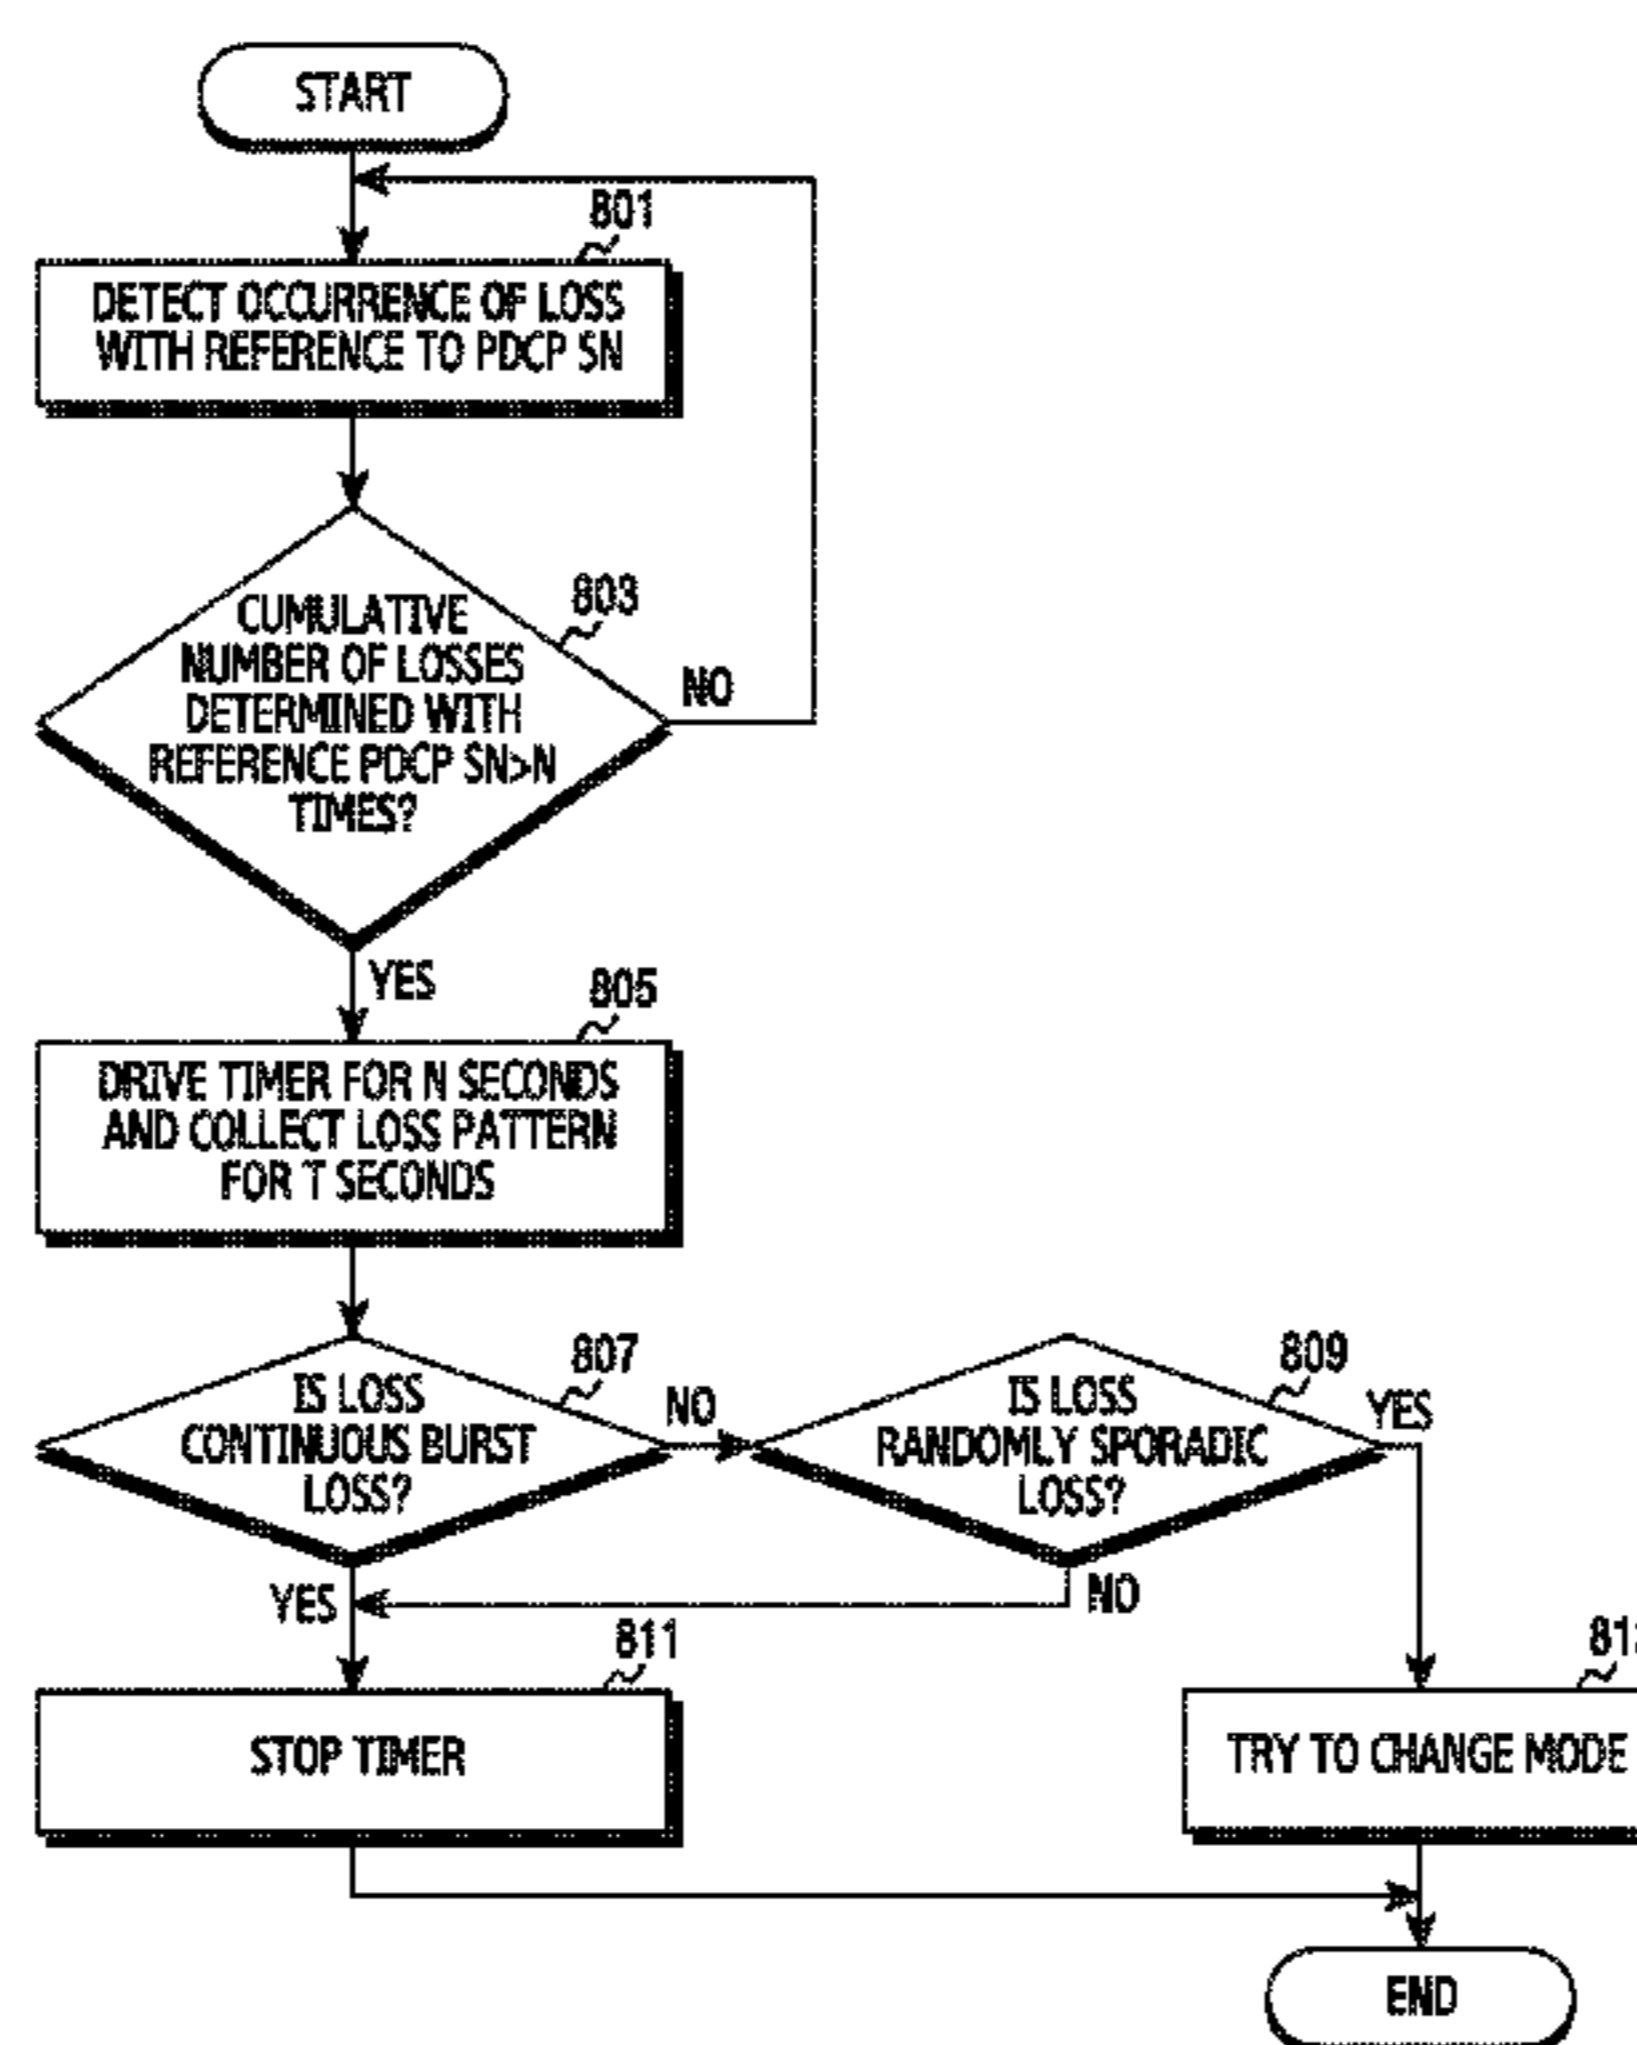 START
801
DETECT OCCURRENCE OF LOSS
WITH REFERENCE TO PDCP SN
803
CUMULATIVE
NUMBER OF LOSSES
DETERMINED WITH
REFERENCE PDCP SN>N
TIMES?
NO
YES
805
DRIVE TIMER FOR N SECONDS
AND COLLECT LOSS PATTERN
FOR T SECONDS
807
IS LOSS
CONTINUOUS BURST
LOSS?
NO
809
IS LOSS
RANDOMLY SPORADIC
LOSS?
YES
YES
NO
811
STOP TIMER
TRY TO CHANGE MODE
END